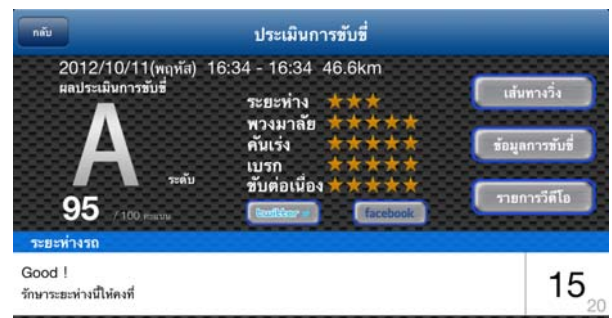 กลับ
ประเมินการขับขี่
2012/10/11(พฤหัส) 16:34 - 16:34 46.6km
ผลประเมินการขับขี่
A
ระดับ
95 /100 คะแนน
ระยะห่าง ★★★
พวงมาลัย ★★★★★
คันเร่ง ★★★★★
เบรก ★★★★★
ขับต่อเนื่อง ★★★★★
twitter
facebook
เส้นทางวิ่ง
ข้อมูลการขับขี่
รายการวีดีโอ
ระยะห่างรถ
Good !
รักษาระยะห่างนี้ให้คงที่
15
20